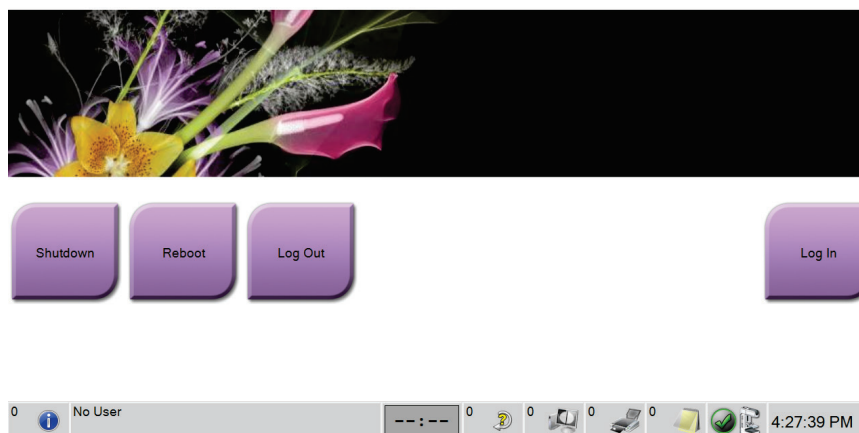 Shutdown
Reboot
Log Out
Log In
0
No User
--:--
0
0
0
0
4:27:39 PM